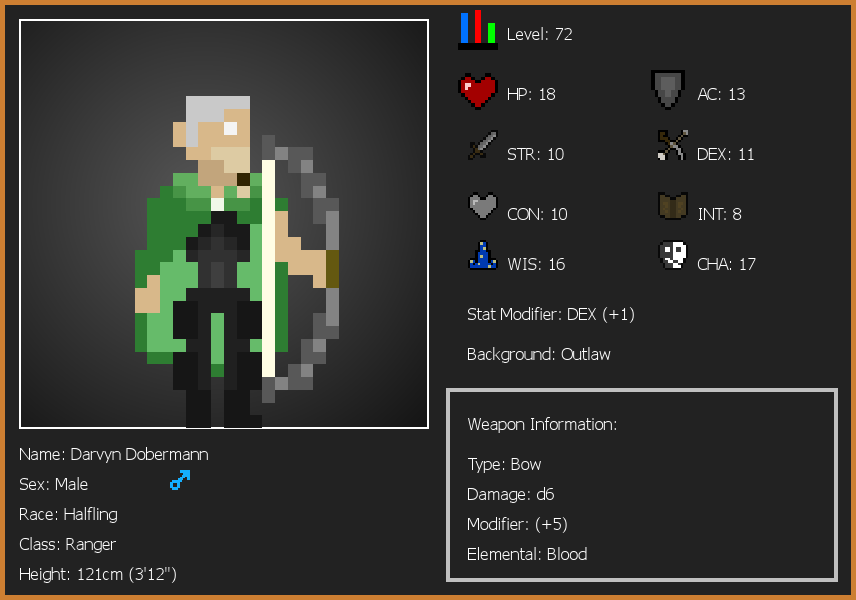 Level: 72
HP: 18
AC: 13
STR: 10
DEX: 11
CON: 10
INT: 8
WIS: 16
CHA: 17
Stat Modifier: DEX (+1)
Background: Outlaw
Weapon Information:
Type: Bow
Damage: d6
Modifier: (+5)
Elemental: Blood
Name: Darvyn Dobermann
Sex: Male
Race: Halfling
Class: Ranger
Height: 121cm (3'12")